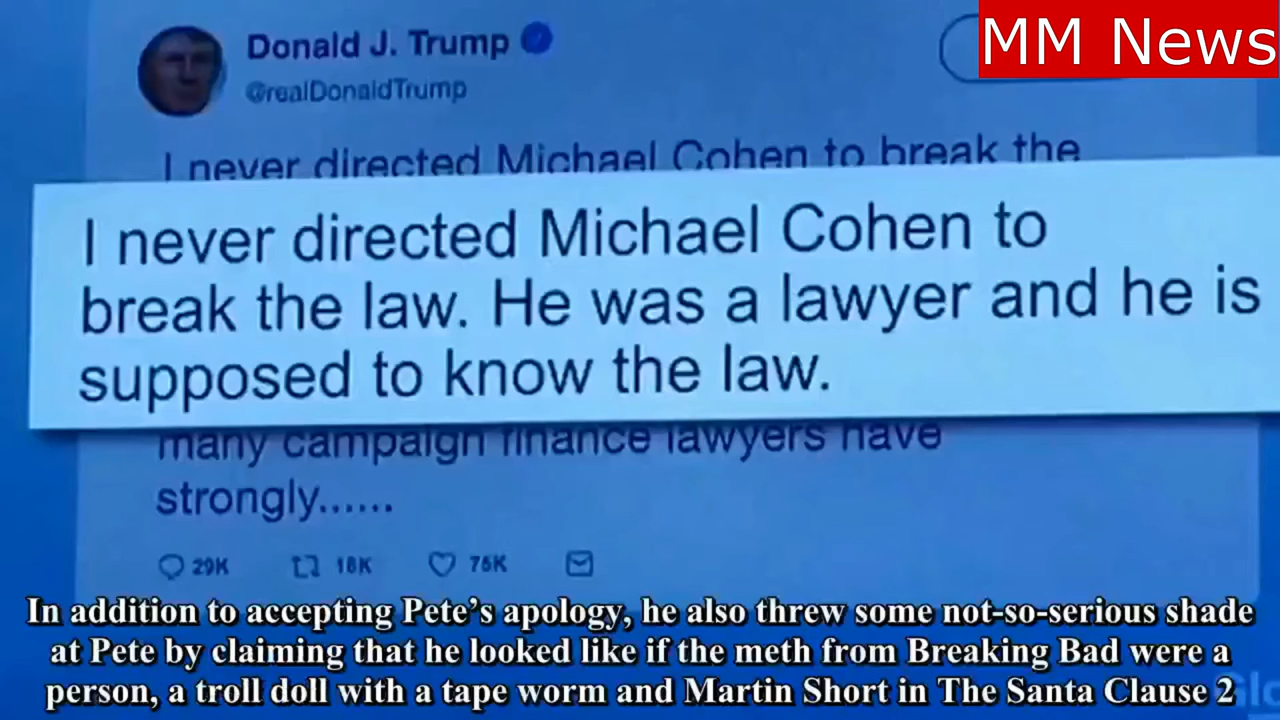 MM News
Donald J. Trump
@realDonaldTrump
I never directed Michael Cohen to break the
I never directed Michael Cohen to
break the law. He was a lawyer and he is
supposed to know the law.
many campaign finance lawyers have
strongly......
29K 18K 75K
In addition to accepting Pete’s apology, he also threw some not-so-serious shade
at Pete by claiming that he looked like if the meth from Breaking Bad were a
person, a troll doll with a tape worm and Martin Short in The Santa Clause 2